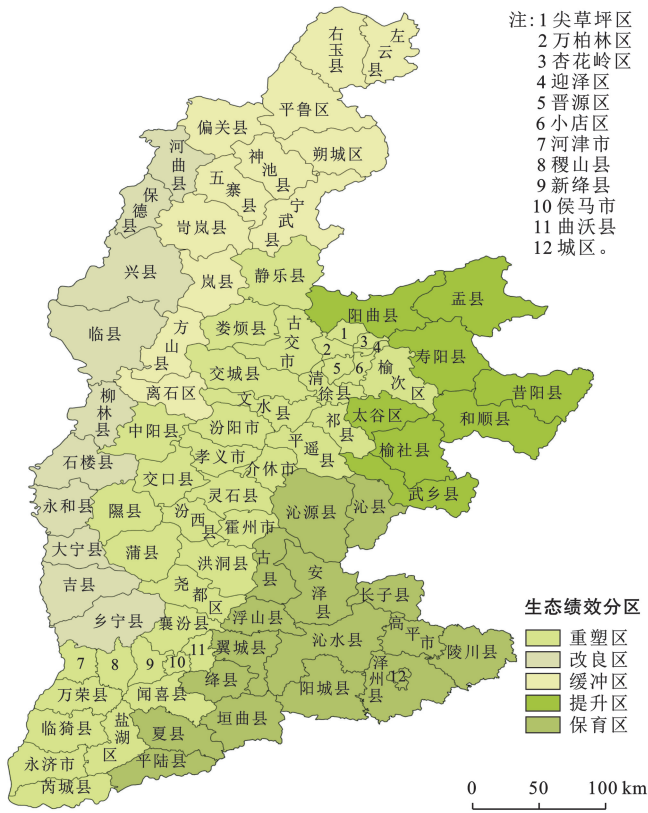 注:1 尖草坪区
2 万柏林区
3 杏花岭区
4 迎泽区
5 晋源区
6 小店区
7 河津市
8 稷山县
9 新绛县
10 侯马市
11 曲沃县
12 城区。
右玉县
左云县
平鲁区
偏关县
朔城区
河曲县
神池县
五寨县
保德县
宁武县
岢岚县
兴县
岚县
静乐县
阳曲县
盂县
临县
方山县
娄烦县
古交市
1
2
3
4
5
6
寿阳县
交城县
清徐县
榆次区
昔阳县
离石区
柳林县
文水县
太谷区
和顺县
中阳县
汾阳市
祁县
平遥县
榆社县
石楼县
孝义市
介休市
交口县
武乡县
灵石县
永和县
隰县
汾西县
霍州市
沁源县
沁县
大宁县
蒲县
洪洞县
古县
安泽县
吉县
尧都区
长子县
乡宁县
襄汾县
浮山县
高平市
沁水县
陵川县
7
8
9
10
11
翼城县
泽州县
12
绛县
阳城县
万荣县
闻喜县
临猗县
盐湖区
夏县
垣曲县
永济市
平陆县
芮城县
生态绩效分区
重塑区
改良区
缓冲区
提升区
保育区
0 50 100 km